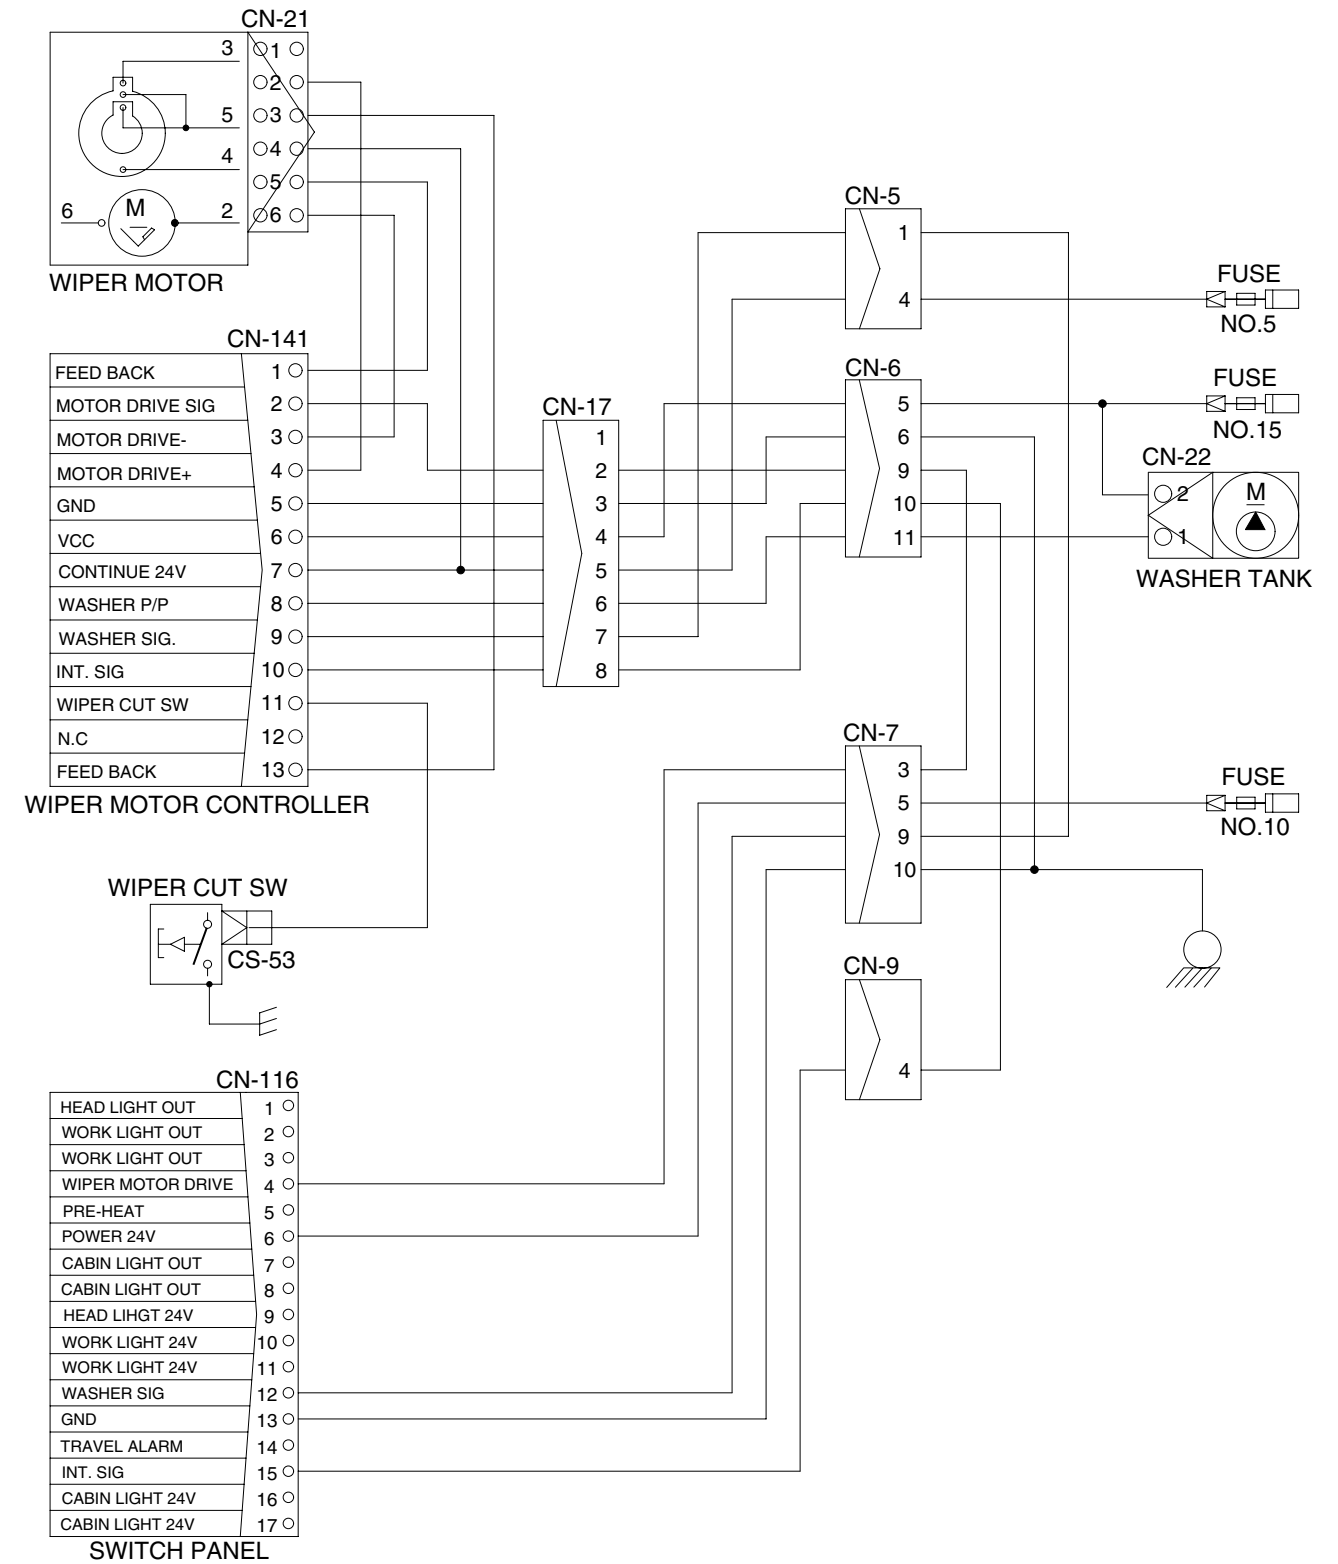 CN-21
3
1
2
5
3
4
4
5
6
M
2
6
WIPER MOTOR
CN-141
FEED BACK 1
MOTOR DRIVE SIG 2
MOTOR DRIVE- 3
MOTOR DRIVE+ 4
GND 5
VCC 6
CONTINUE 24V 7
WASHER P/P 8
WASHER SIG. 9
INT. SIG 10
WIPER CUT SW 11
N.C 12
FEED BACK 13
WIPER MOTOR CONTROLLER
WIPER CUT SW
CS-53
CN-116
HEAD LIGHT OUT 1
WORK LIGHT OUT 2
WORK LIGHT OUT 3
WIPER MOTOR DRIVE 4
PRE-HEAT 5
POWER 24V 6
CABIN LIGHT OUT 7
CABIN LIGHT OUT 8
HEAD LIHGT 24V 9
WORK LIGHT 24V 10
WORK LIGHT 24V 11
WASHER SIG 12
GND 13
TRAVEL ALARM 14
INT. SIG 15
CABIN LIGHT 24V 16
CABIN LIGHT 24V 17
SWITCH PANEL
CN-17
1
2
3
4
5
6
7
8
CN-5
1
4
CN-6
5
6
9
10
11
CN-7
3
5
9
10
CN-9
4
FUSE
NO.5
FUSE
NO.15
CN-22
2
M
1
WASHER TANK
FUSE
NO.10